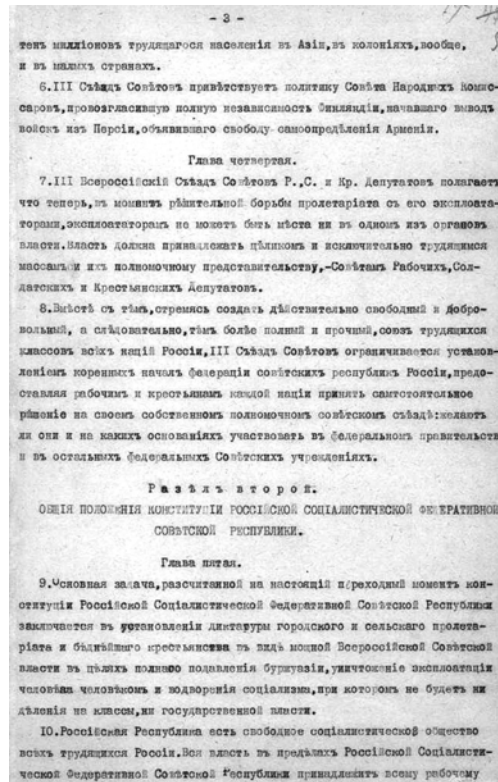 - 3 -
тенъ миллионовъ трудящагося населенія въ Азіи,въ колоніяхъ,вообще,
и въ малыхъ странахъ.
6.III Съѣздъ Совѣтовъ привѣтствуетъ политику Совѣта Народныхъ Комис-
саровъ,провозгласившую полную независимость Финляндіи,начавшаго выводъ
войскъ изъ Персіи,объявившаго свободу самоопредѣленія Арменіи.
Глава четвертая.
7.III Всероссійскій Съѣздъ Совѣтовъ Р.,С. и Кр. Депутатовъ полагаетъ
что теперь,въ моментъ рѣшительной борьбы пролетаріата съ его эксплоата-
торами,эксплоататорамъ не можетъ быть мѣста ни въ одномъ изъ органовъ
власти.Власть должна принадлежать цѣликомъ и исключительно трудящимся
массамъ и ихъ полномочному представительству,-Совѣтамъ Рабочихъ,Сол-
датскихъ и Крестьянскихъ Депутатовъ.
8.Вмѣстѣ съ тѣмъ,стремясь создать дѣйствительно свободный и добро-
вольный, а слѣдовательно,тѣмъ болѣе полный и прочный,союзъ трудящихся
классовъ всѣхъ націй Россіи,III Съѣздъ Совѣтовъ ограничивается установ-
леніемъ коренныхъ началъ федераціи совѣтскихъ республикъ Россіи,предо-
ставляя рабочимъ и крестьянамъ каждой націи принять самтстоятельное
рѣшеніе на своемъ собственномъ полномочномъ совѣтскомъ съѣздѣ:желаютъ
ли они и на какихъ основаніяхъ участвовать въ федеральномъ правительств
и въ остальныхъ федеральныхъ Совѣтскихъ учрежденіяхъ.
Раздѣлъ второй.
ОБЩІЯ ПОЛОЖЕНІЯ КОНСТИТУЦІИ РОССІЙСКОЙ СОЦІАЛИСТИЧЕСКОЙ ФЕДЕРАТИВНОЙ
СОВѢТСКОЙ РЕСПУБЛИКИ.
Глава пятая.
9.Основная задача,разсчитанной на настоящій переходный моментъ кон-
ституціи Россійской Соціалистической Федеративной Совѣтской Республики
заключается въ установленіи диктатуры городского и сельскаго пролета-
ріата и бѣднѣйшаго крестьянства въ видѣ мощной Всероссійской Совѣтской
власти въ цѣляхъ полнаго подавленія буржуазіи,уничтоженіе эксплоатаціи
человѣка человѣкомъ и водворенія соціализма,при которомъ не будетъ ни
дѣленія на классы,ни государственной власти.
10.Россійская Республика есть свободное соціалистическое общество
всѣхъ трудящихся Россіи.Вся власть въ предѣлахъ Россійской Соціалисти-
ческой Федеративной Совѣтской Республики принадлежитъ всему рабочему